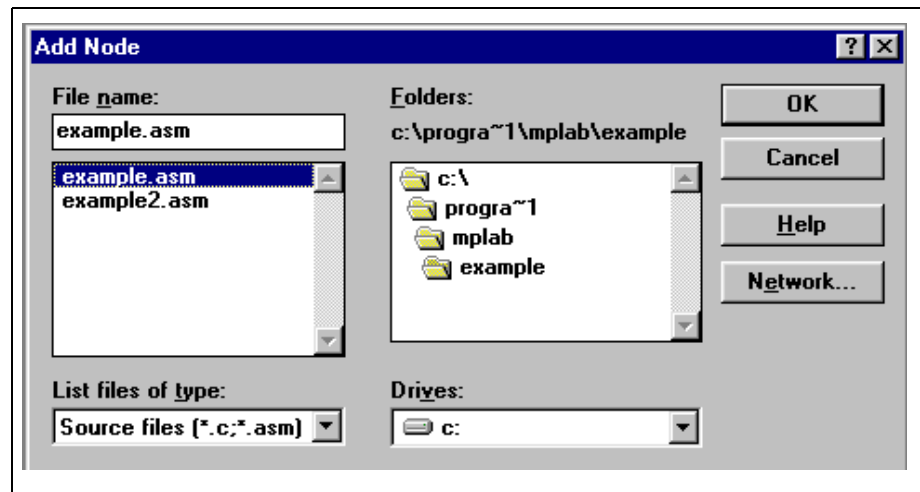 Add Node
File name:
example.asm
example.asm
example2.asm
List files of type:
Source files (*.c;*.asm)
Folders:
c:\progra~1\mplab\example
c:\
progra~1
mplab
example
Drives:
c:
OK
Cancel
Help
Network...